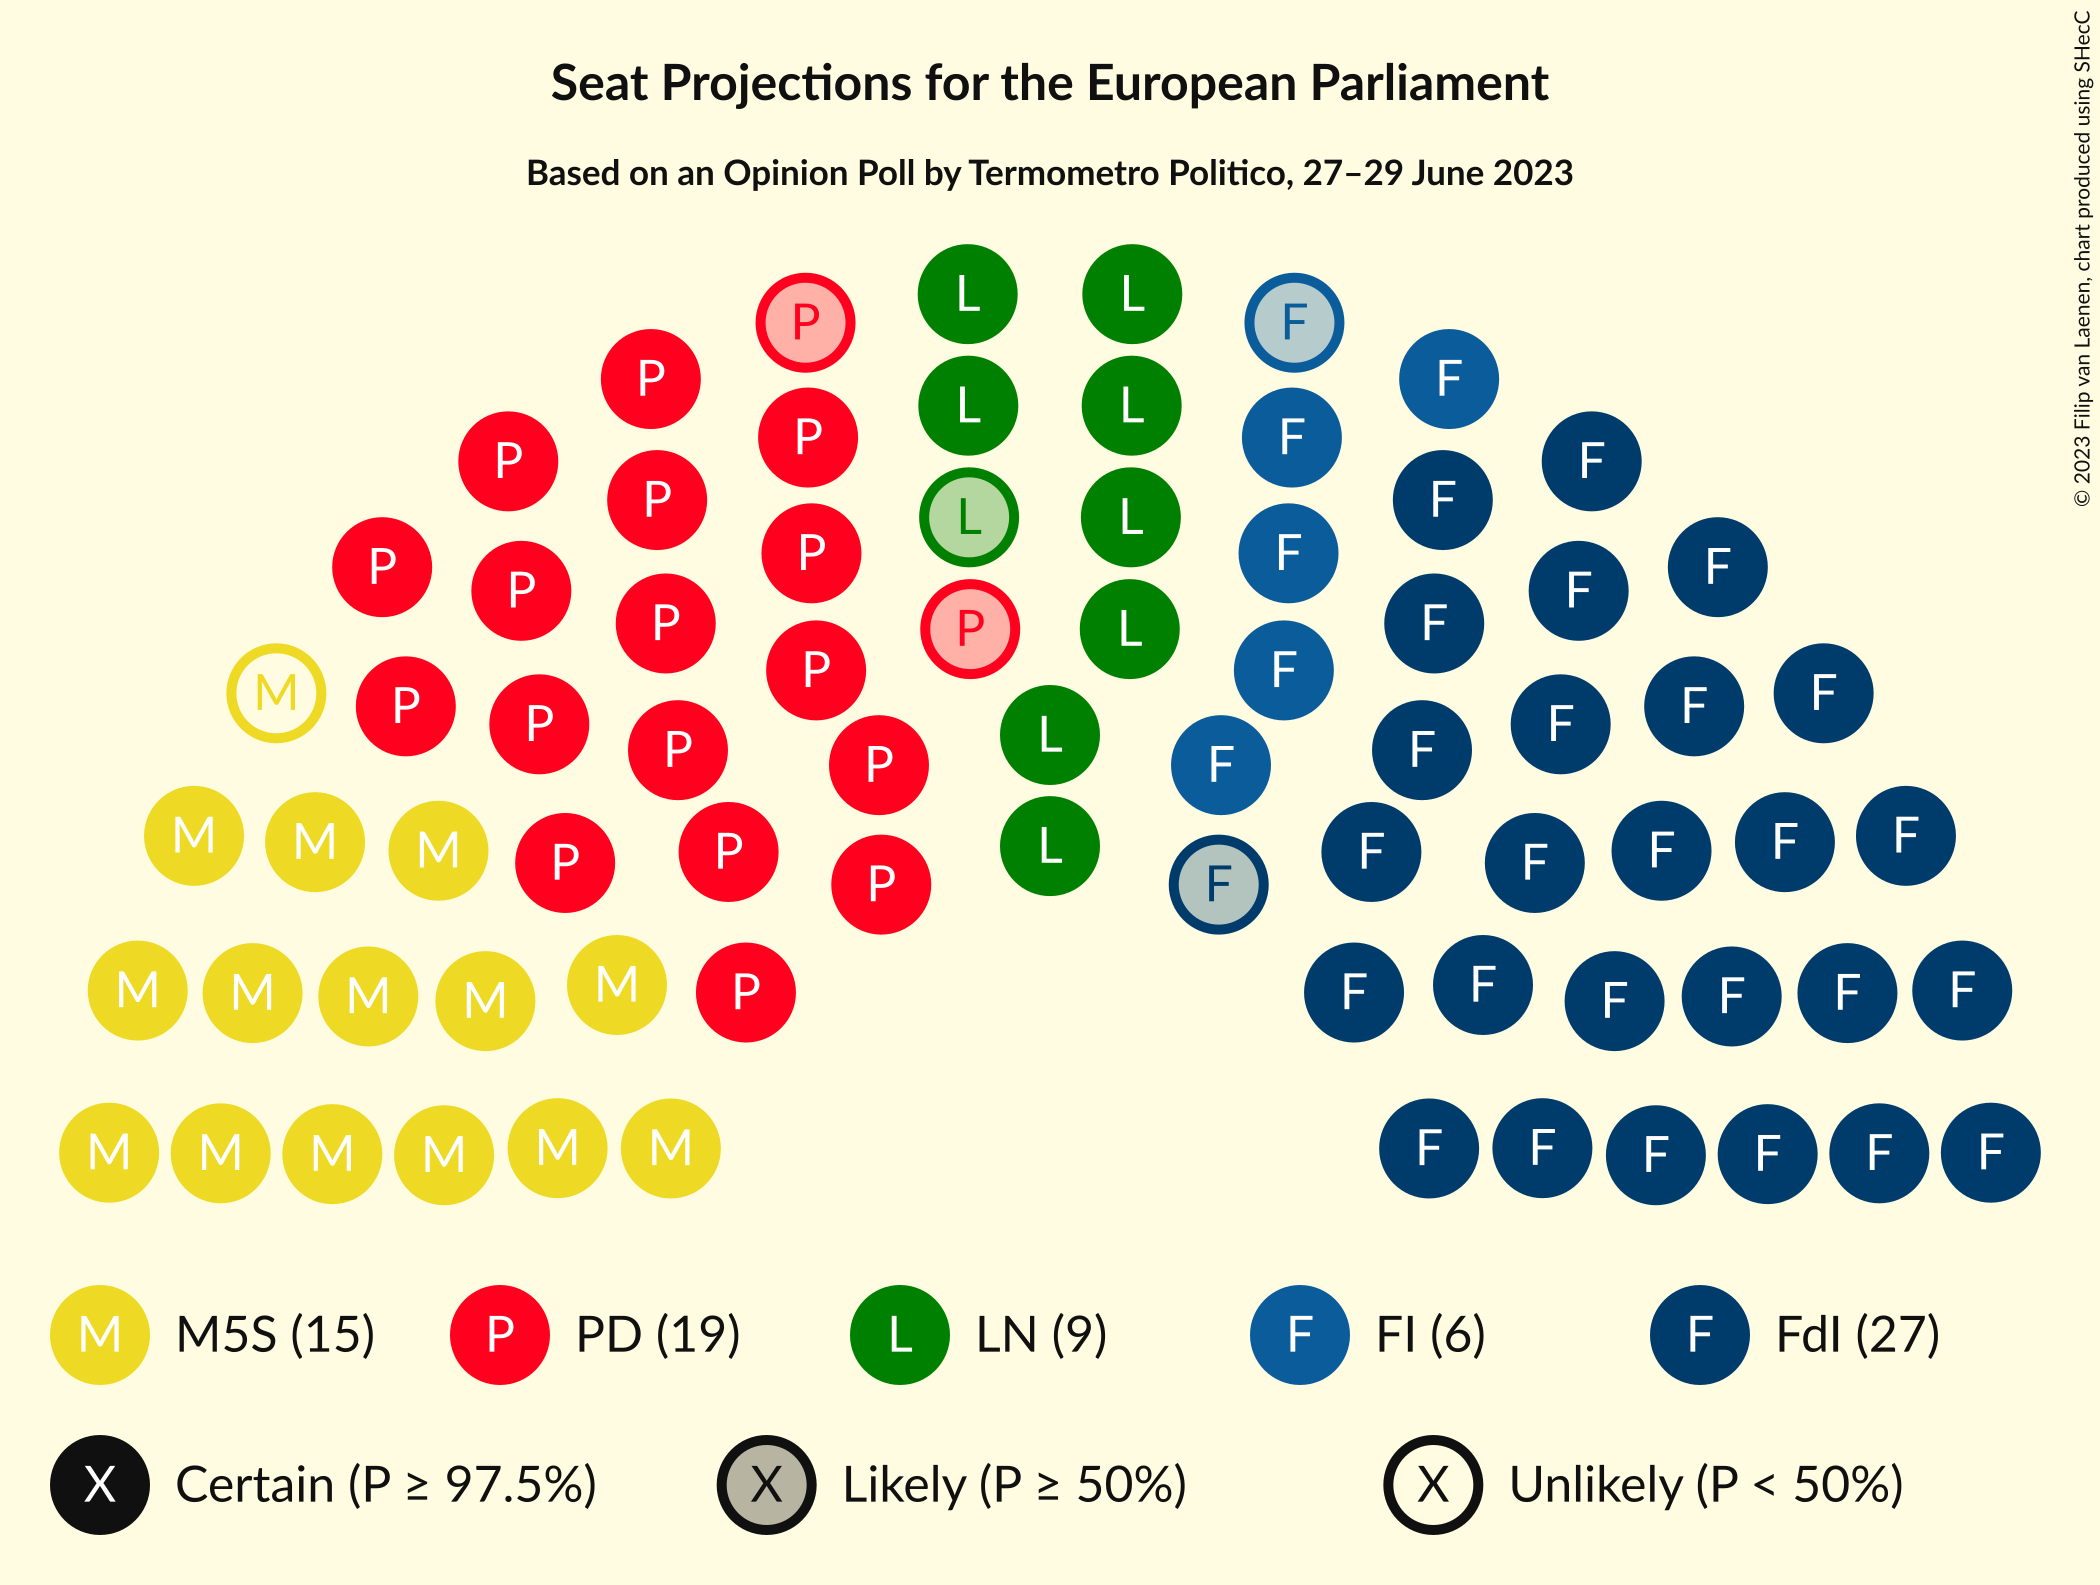 Seat Projections for the European Parliament
Based on an Opinion Poll by Termometro Politico, 27–29 June 2023
© 2023 Filip van Laenen, chart produced using SHecC
L L
P F
P F
L L
P F
P F
P F
L L
P F
P F
P F
P F
P F
P L
P F
M F
P F
P F
L
P F
P F
M F
M F
L
M P P F F F
P F
M M M M M P F F F F F F
M M M M M M F F F F F F
M M5S (15) P PD (19) L LN (9) F FI (6) F FdI (27)
X Certain (P ≥ 97.5%) X Likely (P ≥ 50%) X Unlikely (P < 50%)